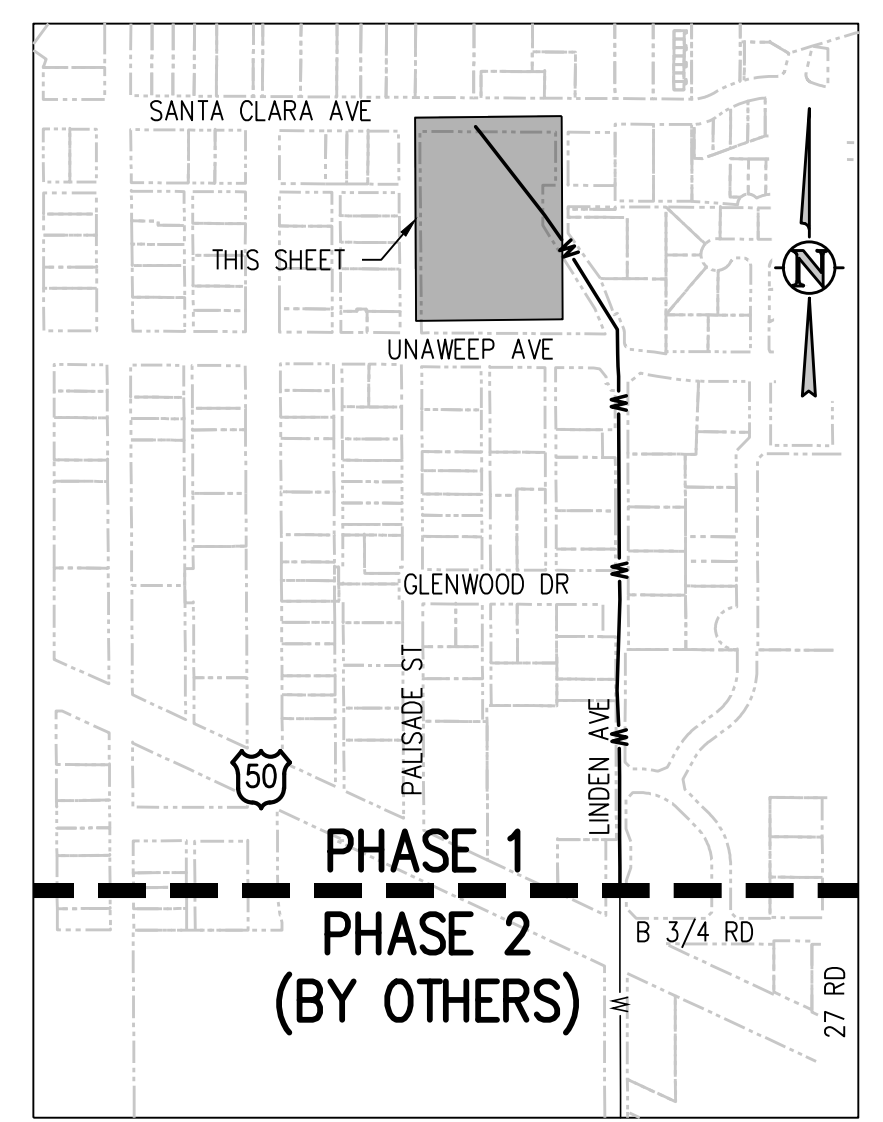 SANTA CLARA AVE
THIS SHEET
W
N
UNAWEEP AVE
W
W
GLENWOOD DR
PALISADE ST
LINDEN AVE
W
50
PHASE 1
PHASE 2
(BY OTHERS)
B 3/4 RD
W
27 RD